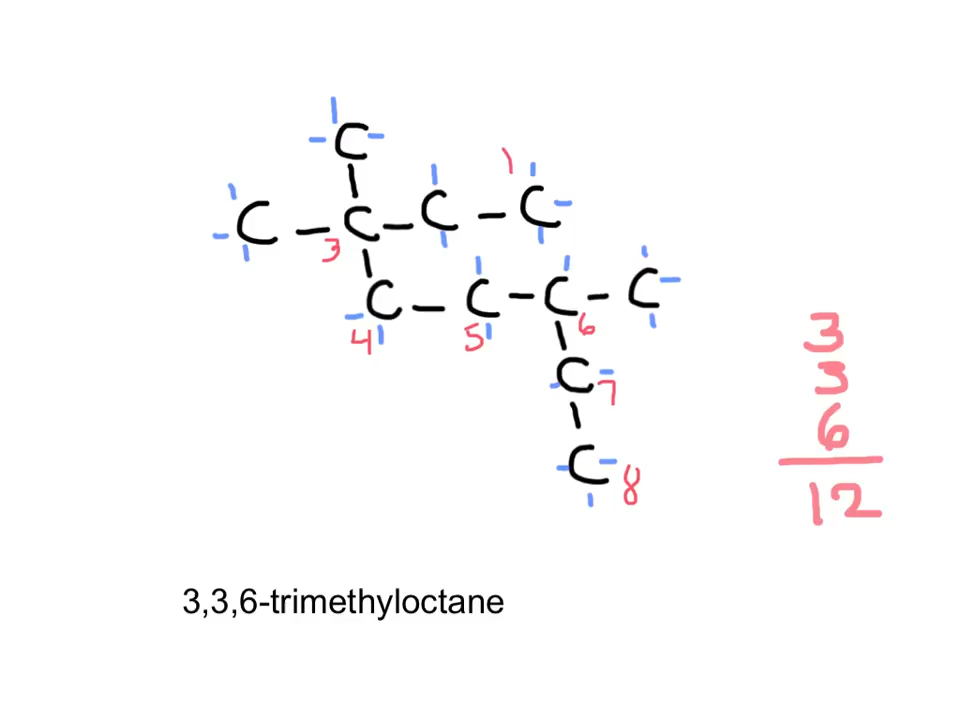 C
C - C - C - C
1
3
C - C - C - C
4 5 6
C 7
C 8
3
3
6
12
3,3,6-trimethyloctane